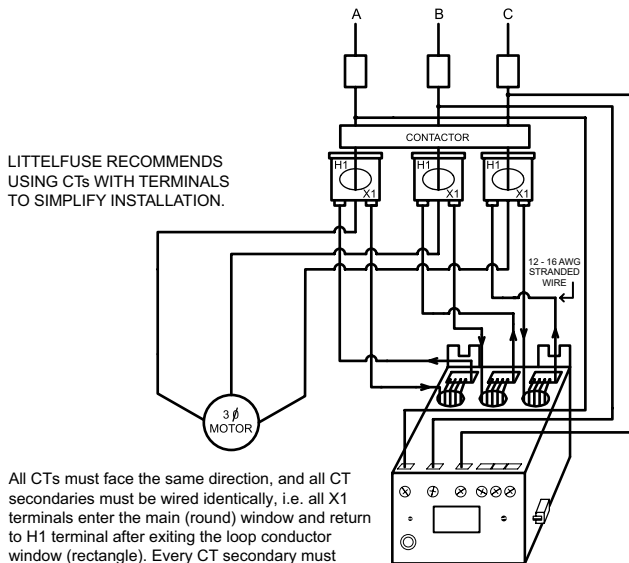 A B C
CONTACTOR
H1 H1 H1
X1 X1 X1
LITTELFUSE RECOMMENDS
USING CTs WITH TERMINALS
TO SIMPLIFY INSTALLATION.
12 - 16 AWG
STRANDED
WIRE
3 ϕ
MOTOR
All CTs must face the same direction, and all CT
secondaries must be wired identically, i.e. all X1
terminals enter the main (round) window and return
to H1 terminal after exiting the loop conductor
window (rectangle). Every CT secondary must